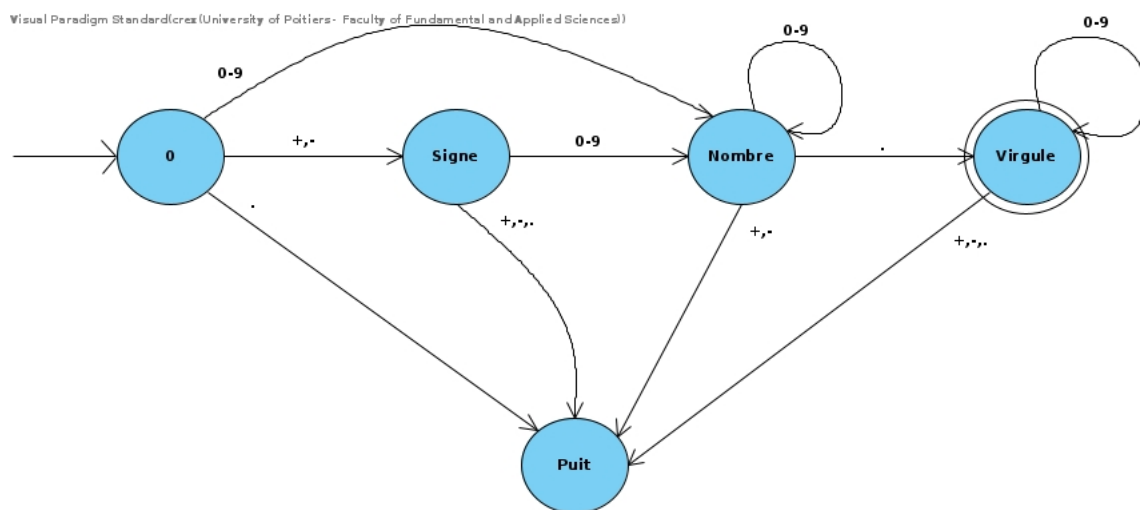 Visual Paradigm Standard(crex(University of Poitiers - Faculty of Fundamental and Applied Sciences))
0-9
0-9
0-9
0
+,-
Signe
0-9
Nombre
.
Virgule
.
+,-,.
+,-
+,-,.
Puit